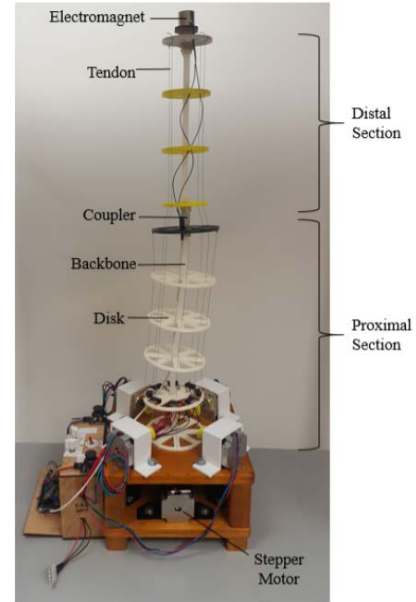 Electromagnet
Tendon
Distal
Section
Coupler
Backbone
Disk
Proximal
Section
Stepper
Motor